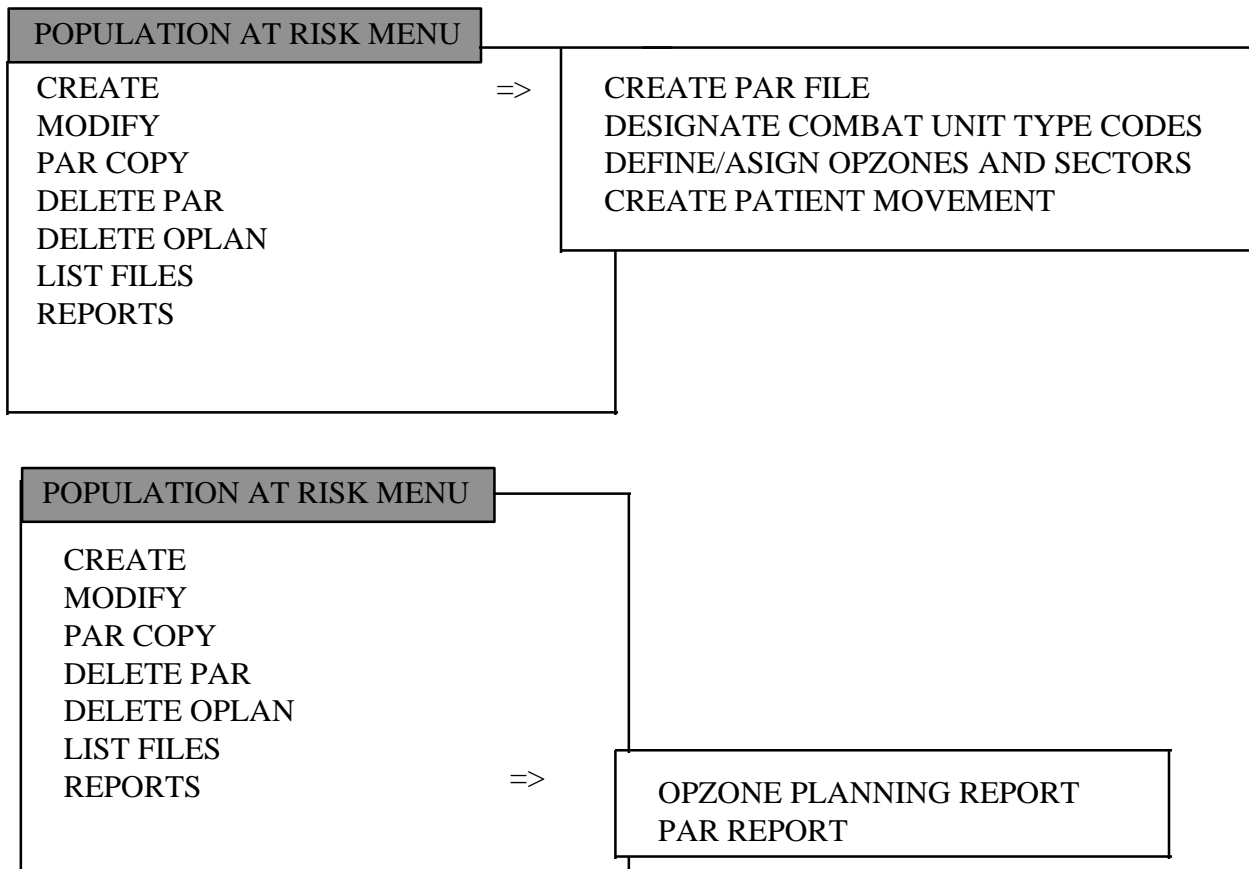 POPULATION AT RISK MENU
CREATE => CREATE PAR FILE
MODIFY DESIGNATE COMBAT UNIT TYPE CODES
PAR COPY DEFINE/ASIGN OPZONES AND SECTORS
DELETE PAR CREATE PATIENT MOVEMENT
DELETE OPLAN
LIST FILES
REPORTS
POPULATION AT RISK MENU
CREATE
MODIFY
PAR COPY
DELETE PAR
DELETE OPLAN
LIST FILES
REPORTS => OPZONE PLANNING REPORT
PAR REPORT